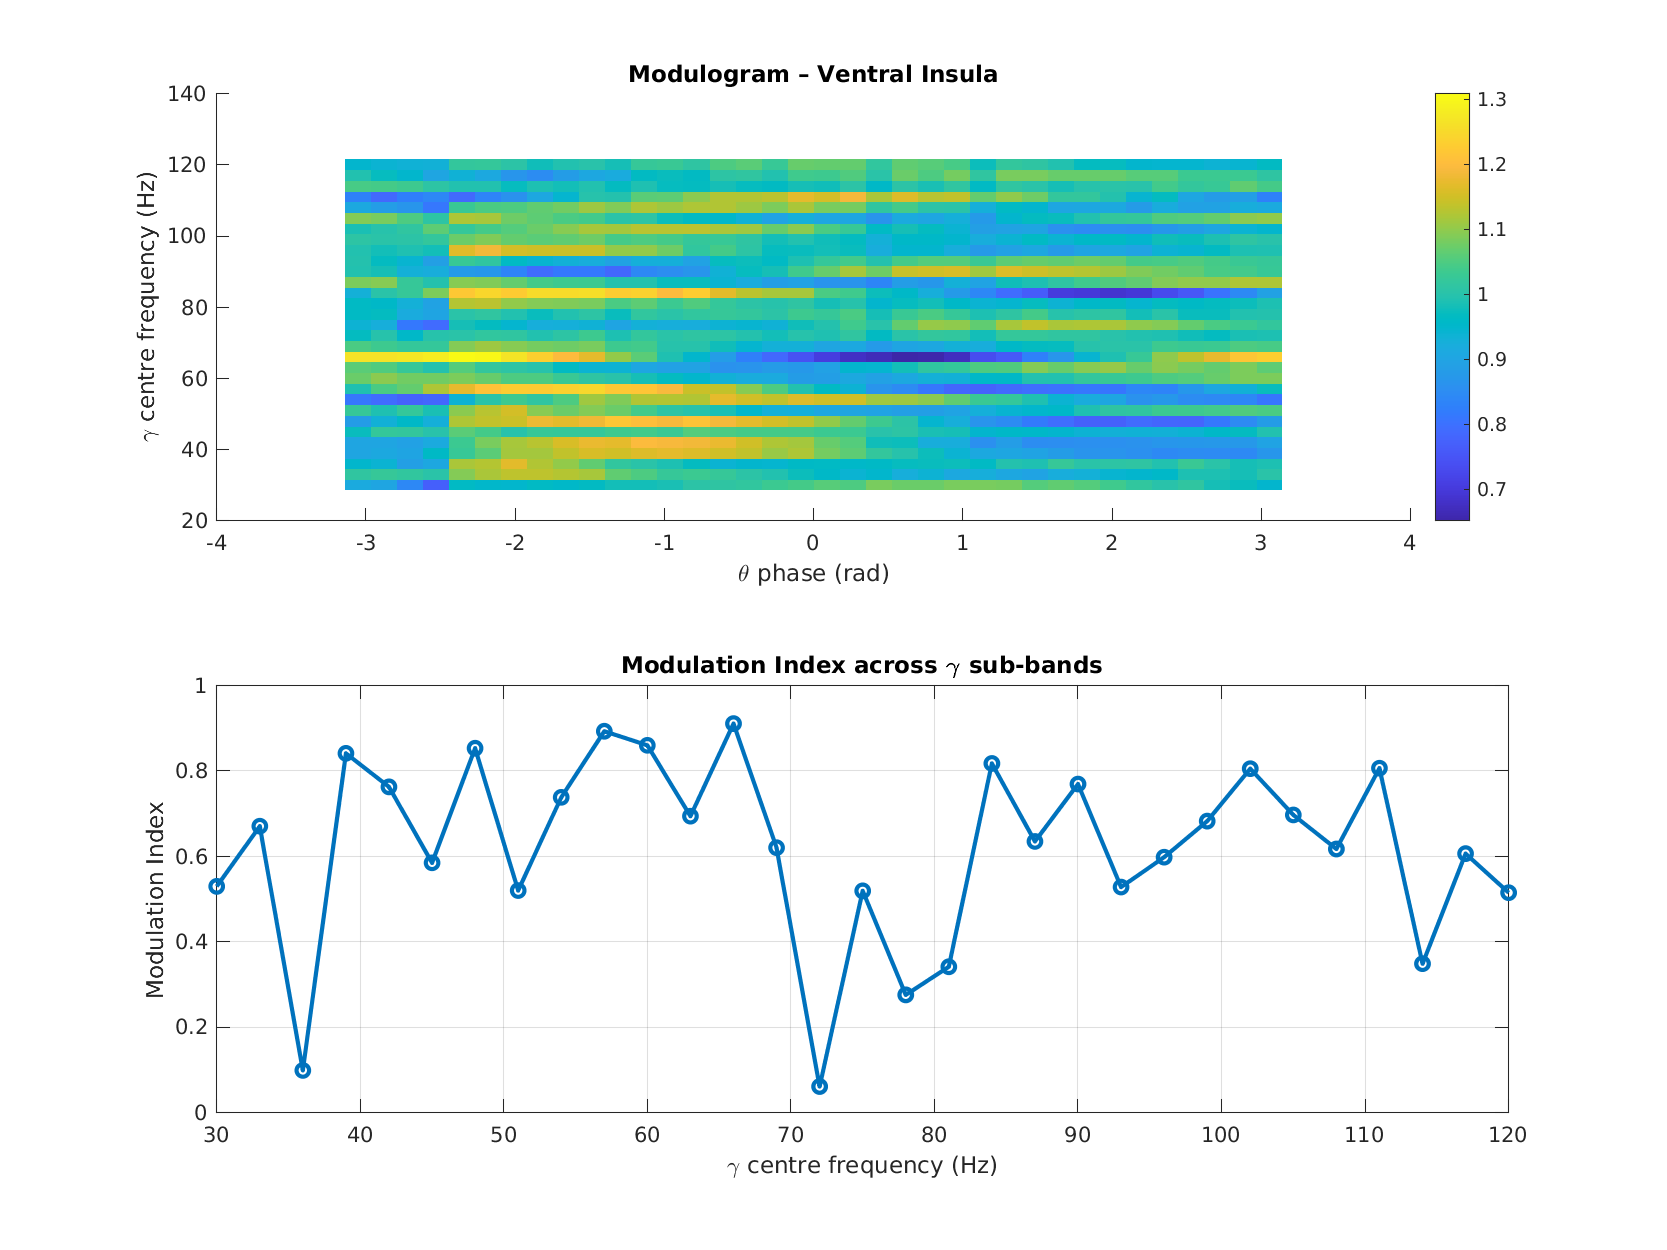 Modulogram – Ventral Insula
140
120
100
80
60
40
20
γ centre frequency (Hz)
-4 -3 -2 -1 0 1 2 3 4
θ phase (rad)
1.3
1.2
1.1
1
0.9
0.8
0.7
Modulation Index across γ sub-bands
1
0.8
0.6
0.4
0.2
0
Modulation Index
30 40 50 60 70 80 90 100 110 120
γ centre frequency (Hz)